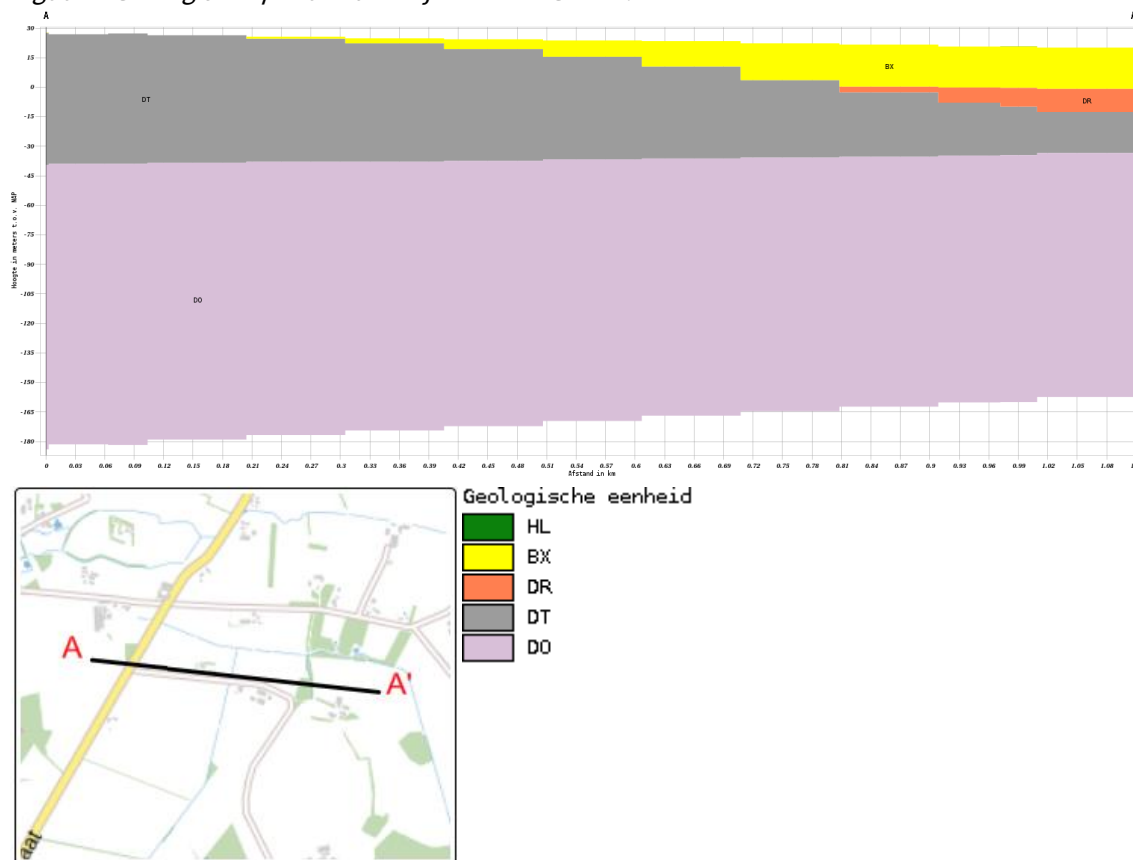 A
30
15
0
-15
-30
-45
-60
-75
-90
-105
-120
-135
-150
-165
-180
Hoogte in meters t.o.v. NAP
BX
DT
DR
DO
0 0.03 0.06 0.09 0.12 0.15 0.18 0.21 0.24 0.27 0.3 0.33 0.36 0.39 0.42 0.45 0.48 0.51 0.54 0.57 0.6 0.63 0.66 0.69 0.72 0.75 0.78 0.81 0.84 0.87 0.9 0.93 0.96 0.99 1.02 1.05 1.08
Afstand in km
Geologische eenheid
HL
BX
DR
DT
DO
A
A'
aat